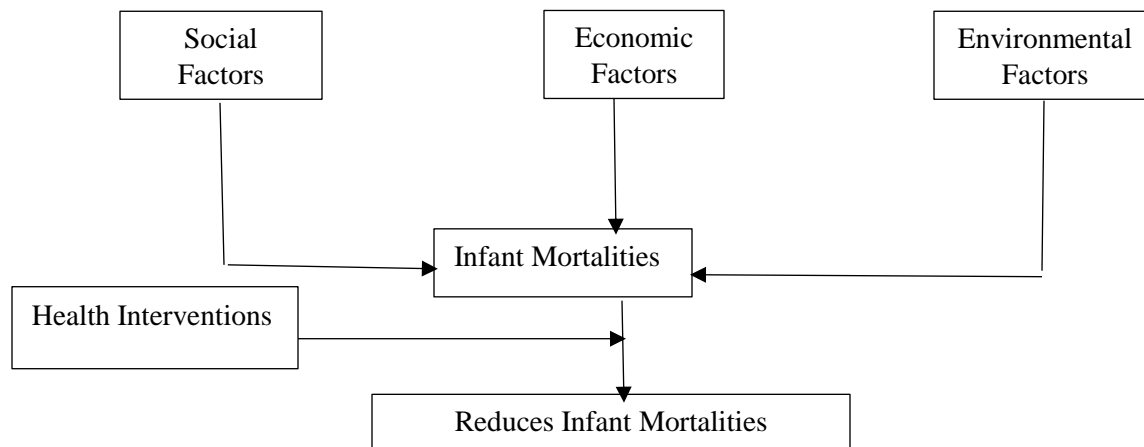 Social
Factors
Economic
Factors
Environmental
Factors
Infant Mortalities
Health Interventions
Reduces Infant Mortalities